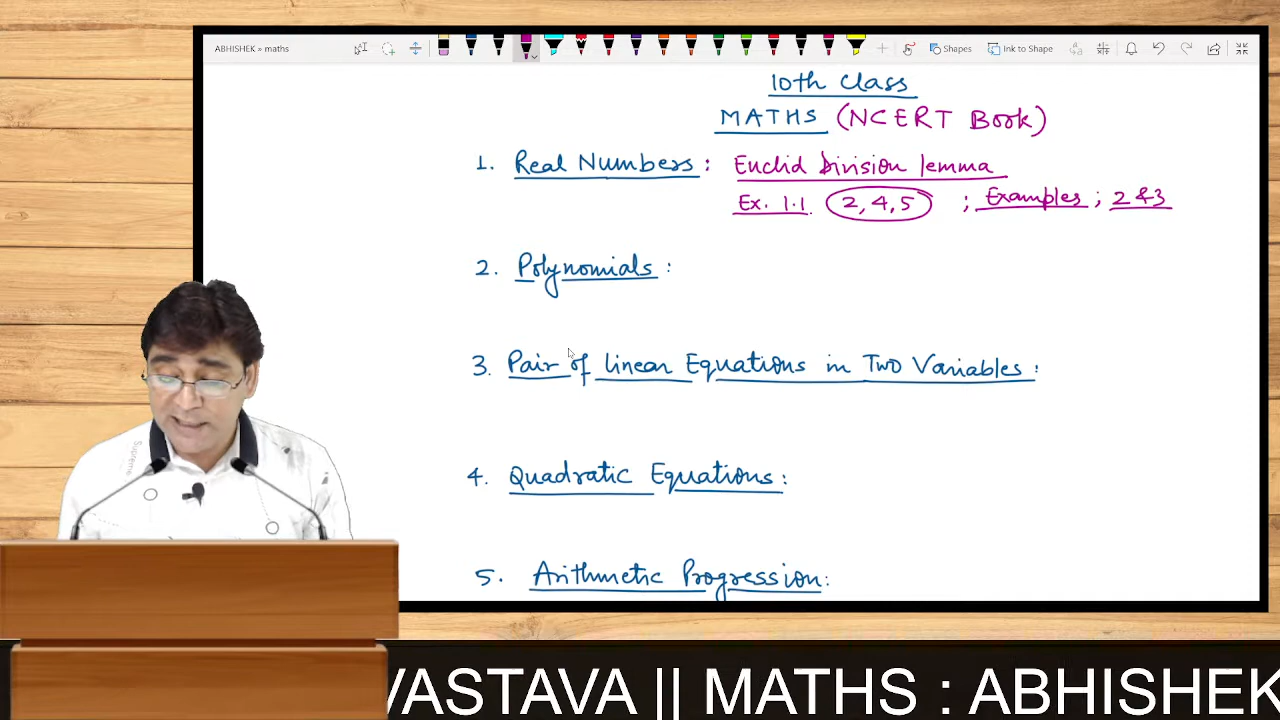 ABHISHEK » maths
Shapes
Ink to Shape
10th Class
MATHS (NCERT Book)
1. Real Numbers : Euclid Division lemma
Ex. 1.1 2, 4, 5 ; Examples ; 2 & 3
2. Polynomials :
3. Pair of linear Equations in Two Variables :
4. Quadratic Equations :
5. Arithmetic Progression :
VASTAVA || MATHS : ABHISHEK